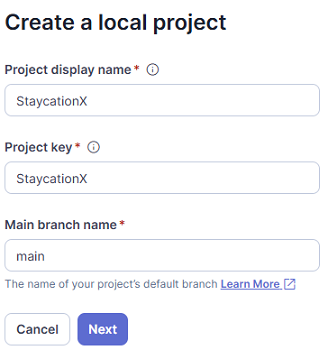 Create a local project
Project display name *
StaycationX
Project key *
StaycationX
Main branch name *
main
The name of your project's default branch Learn More
Cancel
Next